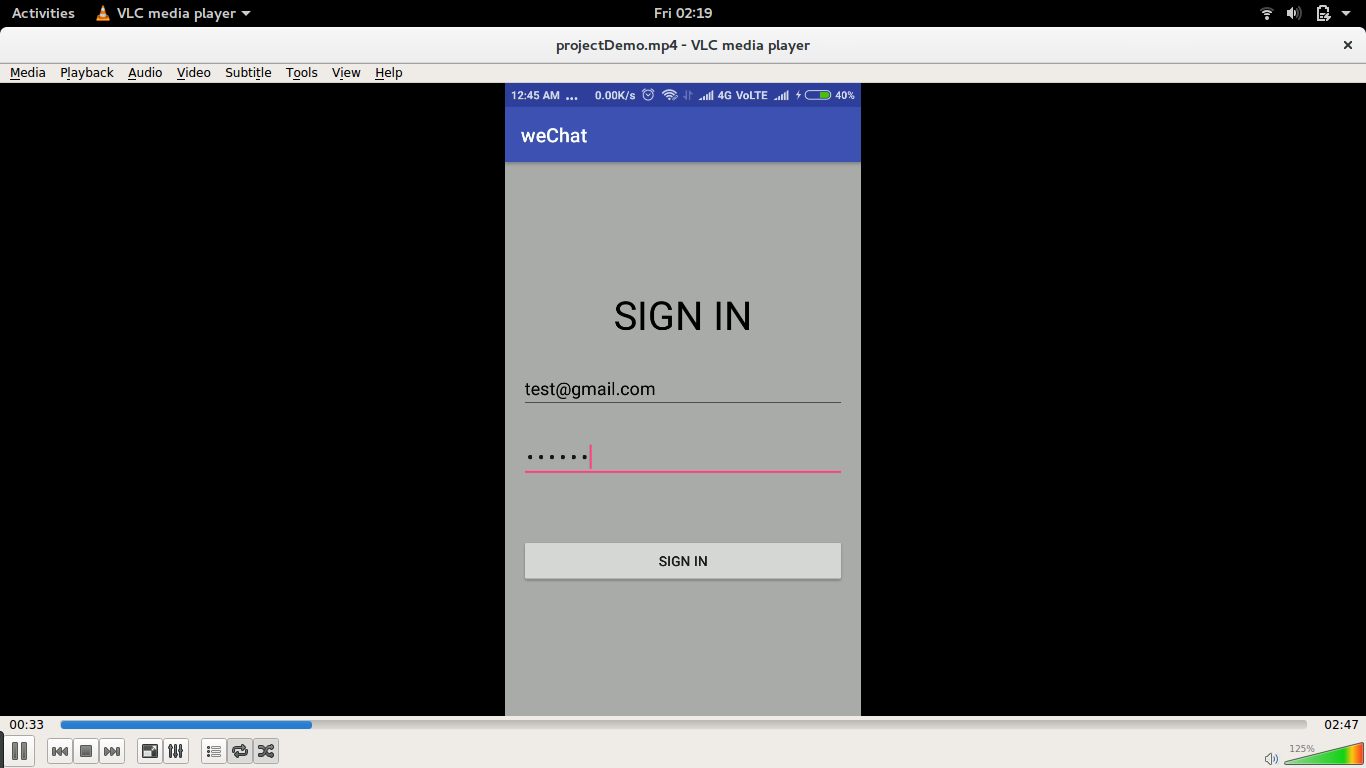 Activities VLC media player Fri 02:19
projectDemo.mp4 - VLC media player
Media Playback Audio Video Subtitle Tools View Help
12:45 AM ... 0.00K/s 4G VoLTE 40%
weChat
SIGN IN
test@gmail.com
••••••
SIGN IN
00:33 02:47
125%